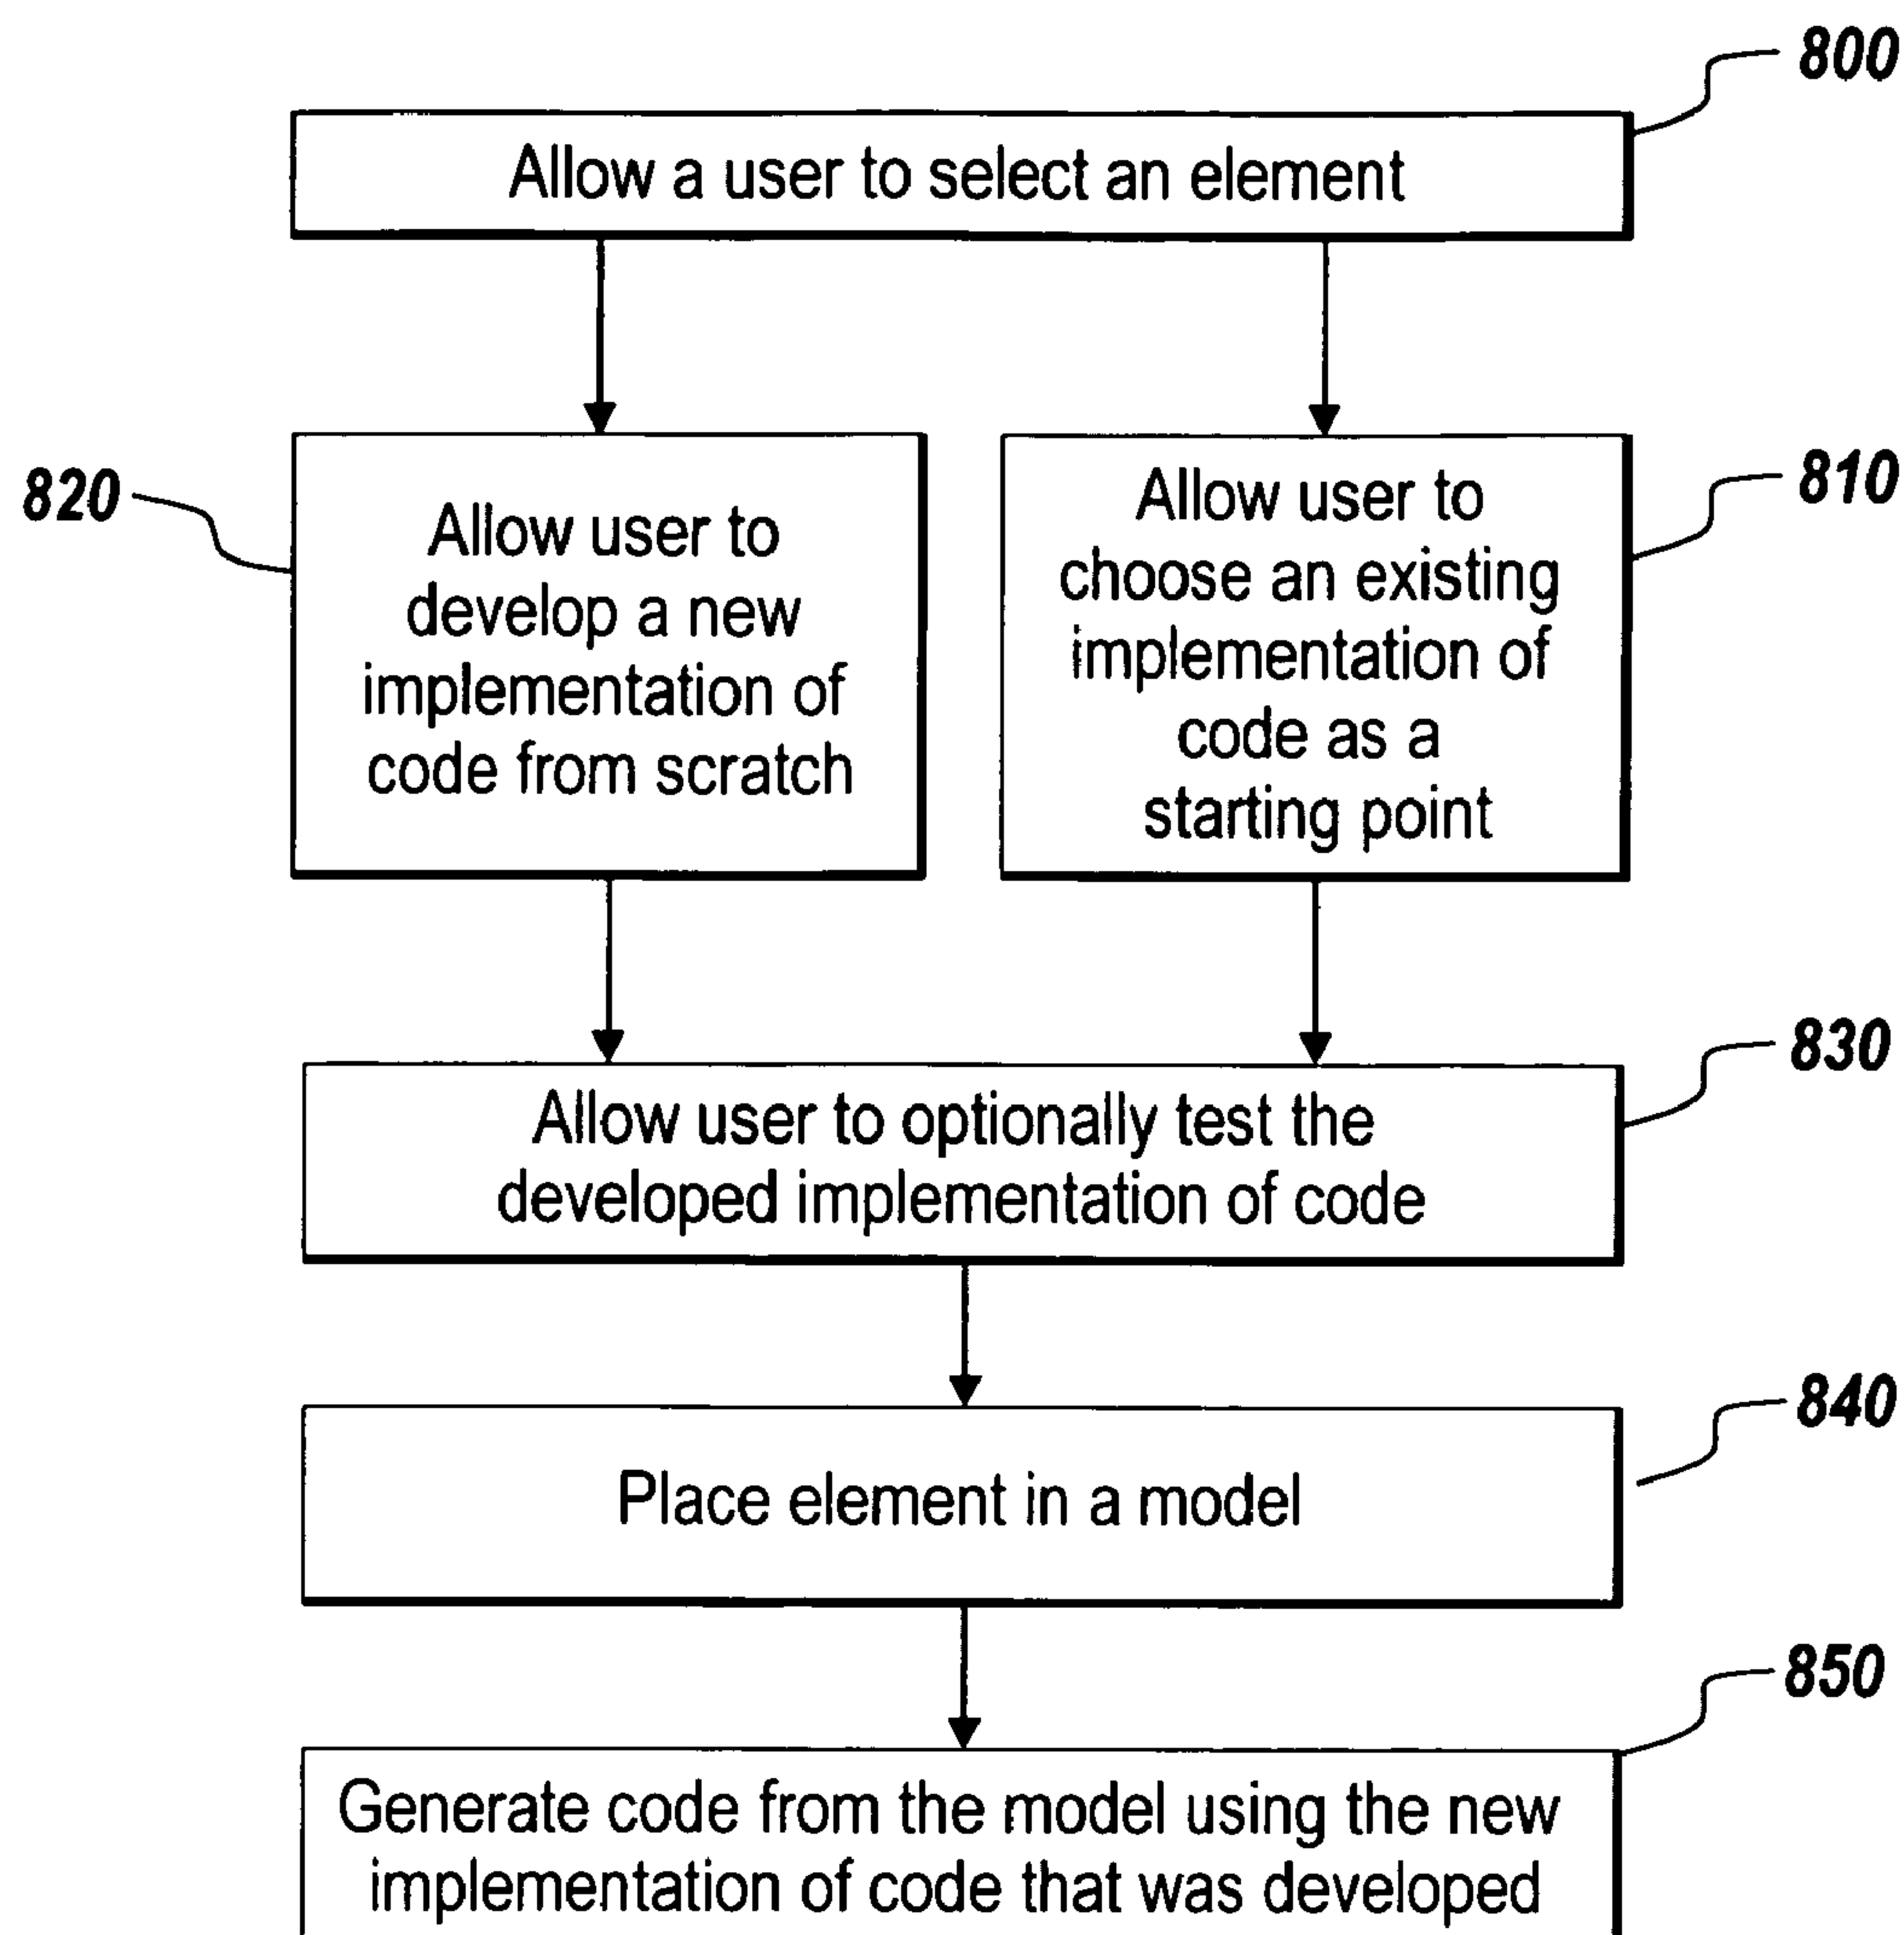 800
Allow a user to select an element
820
Allow user to
develop a new
implementation of
code from scratch
810
Allow user to
choose an existing
implementation of
code as a
starting point
830
Allow user to optionally test the
developed implementation of code
840
Place element in a model
850
Generate code from the model using the new
implementation of code that was developed